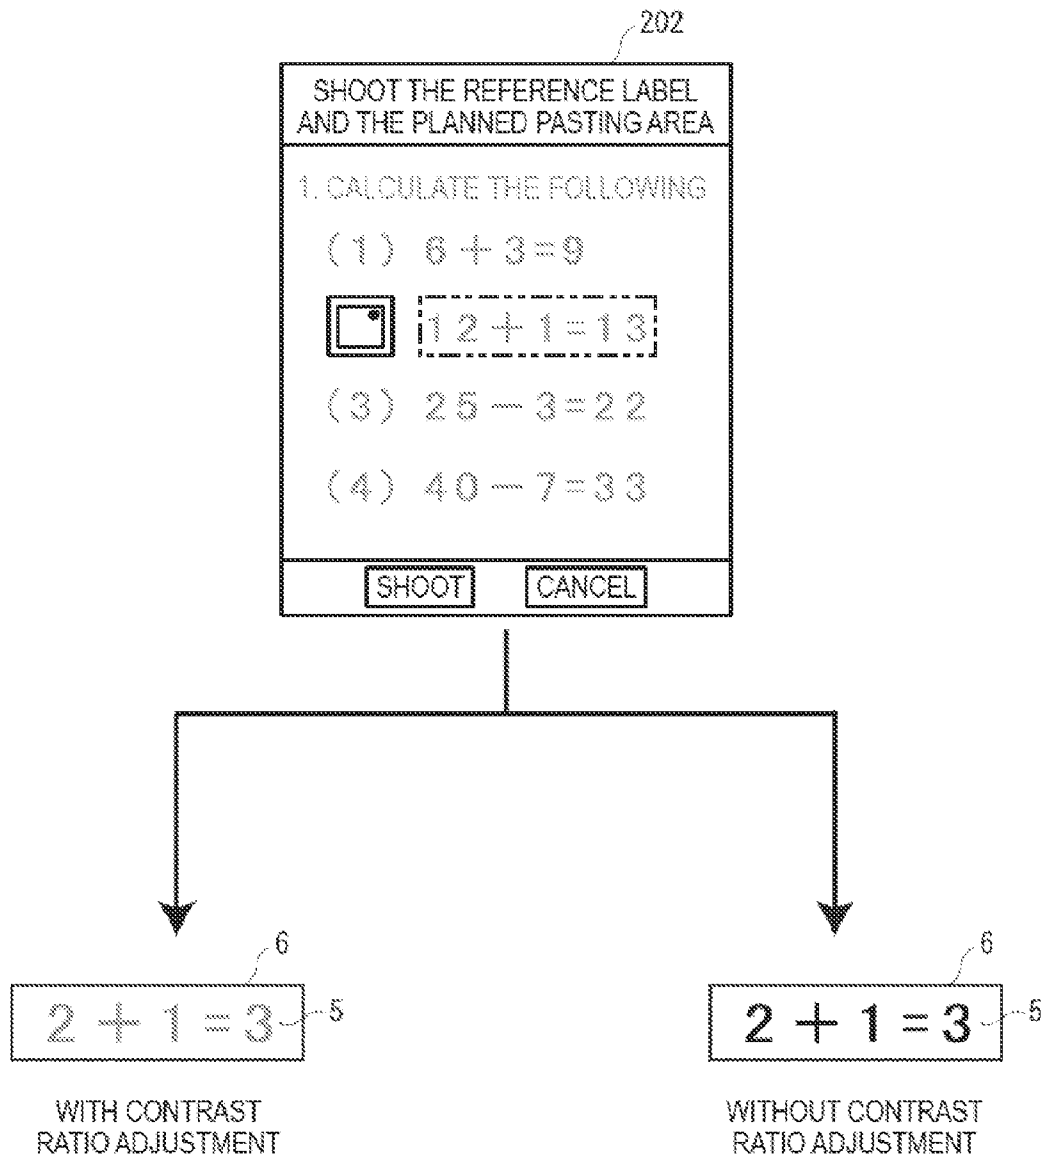 202
SHOOT THE REFERENCE LABEL
AND THE PLANNED PASTING AREA
1. CALCULATE THE FOLLOWING
(1) 6+3=9
12+1=13
(3) 25-3=22
(4) 40-7=33
SHOOT CANCEL
6 6
2+1=3 5 2+1=3 5
WITH CONTRAST
RATIO ADJUSTMENT
WITHOUT CONTRAST
RATIO ADJUSTMENT